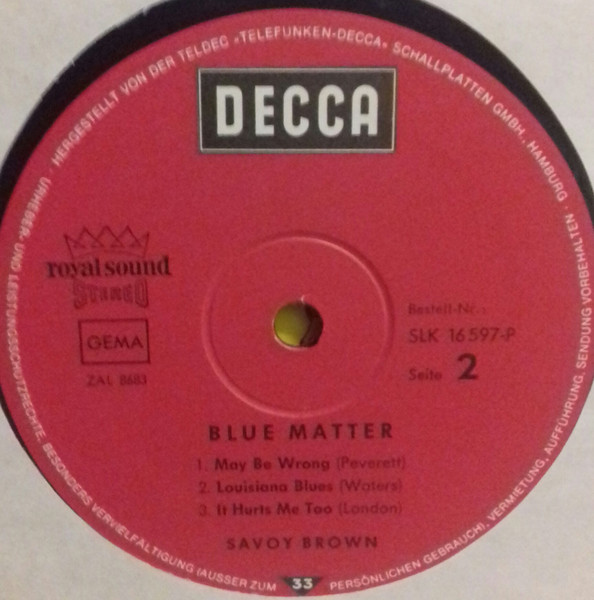 HERGESTELLT VON DER TELDEC »TELEFUNKEN-DECCA« SCHALLPLATTEN GMBH., HAMBURG ·
DECCA
royal sound
STEREO
GEMA
ZAL 8683
Bestell-Nr.:
SLK 16597-P
Seite 2
BLUE MATTER
1. May Be Wrong (Peverett)
2. Louisiana Blues (Waters)
3. It Hurts Me Too (London)
SAVOY BROWN
URHEBER- UND LEISTUNGSSCHUTZRECHTE, BESONDERS VERVIELFÄLTIGUNG (AUSSER ZUM PERSÖNLICHEN GEBRAUCH), VERMIETUNG, AUFFÜHRUNG, SENDUNG VORBEHALTEN ·
33